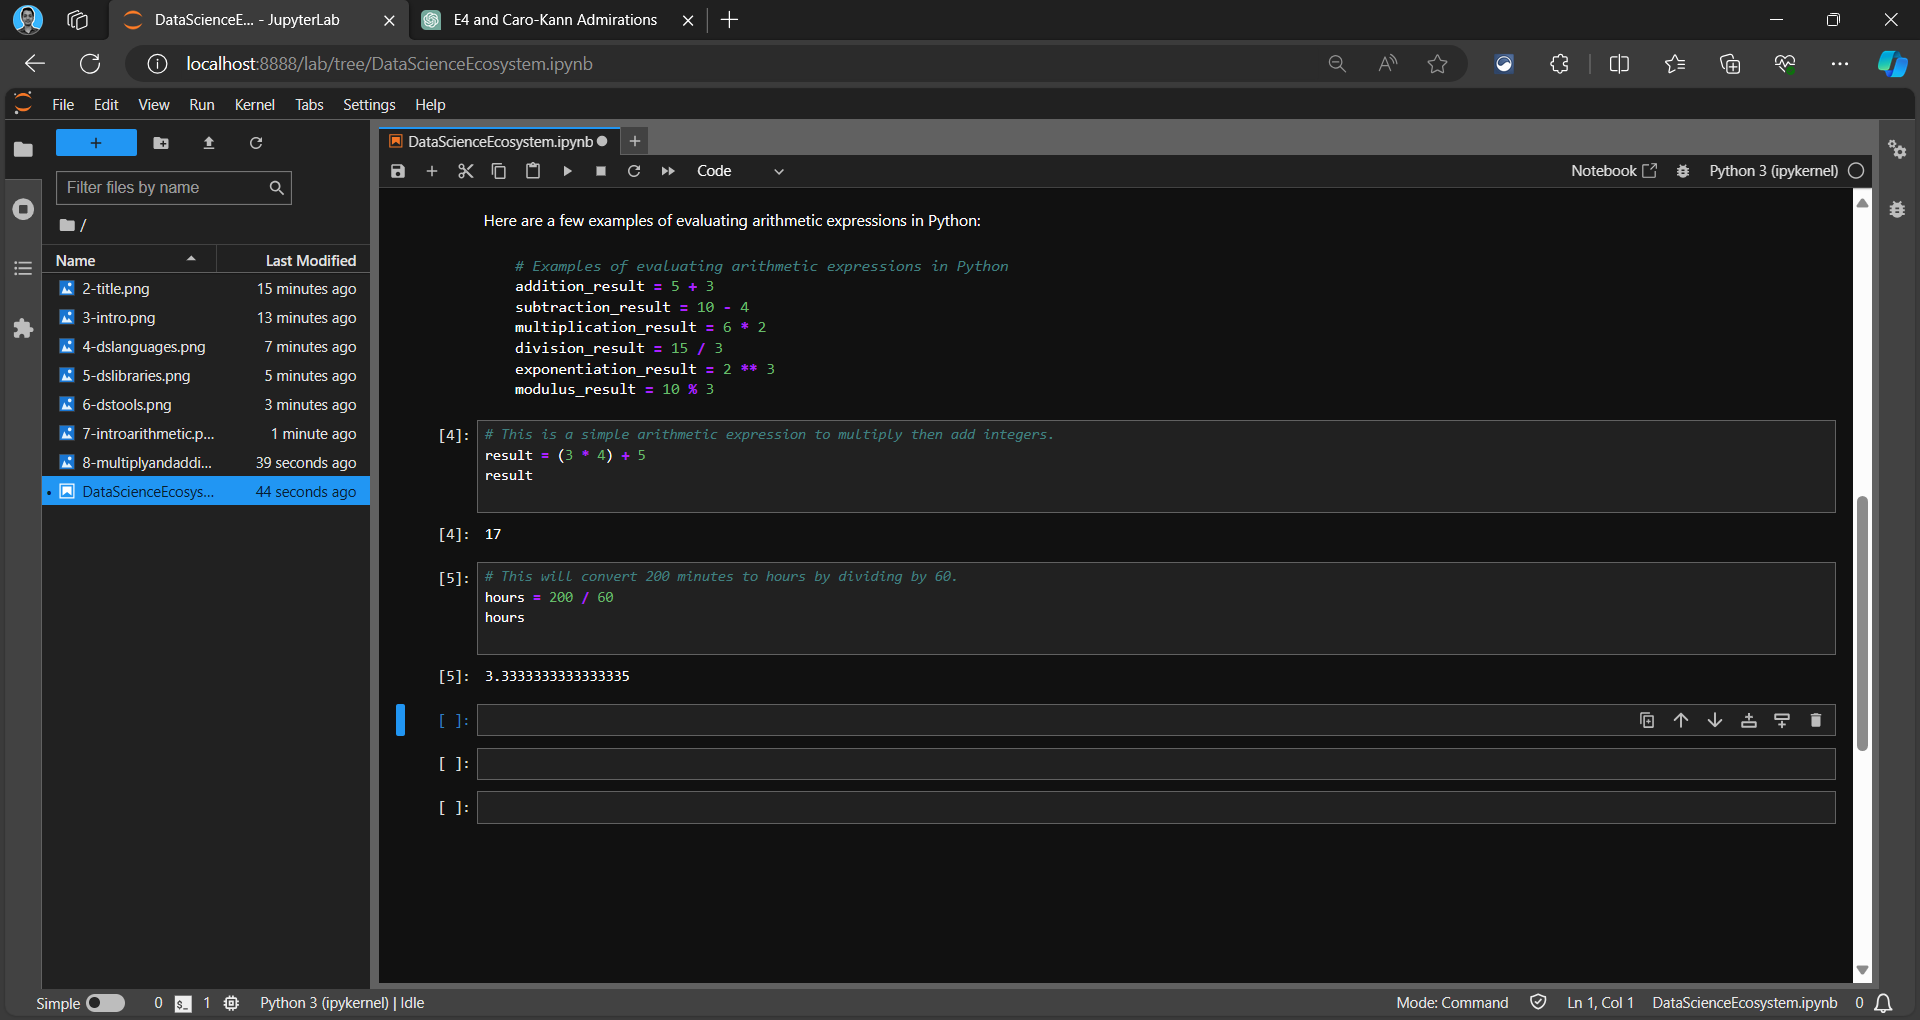 DataScienceE... - JupyterLab
E4 and Caro-Kann Admirations
localhost:8888/lab/tree/DataScienceEcosystem.ipynb
File Edit View Run Kernel Tabs Settings Help
Filter files by name
/
Name Last Modified
2-title.png 15 minutes ago
3-intro.png 13 minutes ago
4-dslanguages.png 7 minutes ago
5-dslibraries.png 5 minutes ago
6-dstools.png 3 minutes ago
7-introarithmetic.p... 1 minute ago
8-multiplyandaddi... 39 seconds ago
DataScienceEcosys... 44 seconds ago
DataScienceEcosystem.ipynb
Code
Notebook
Python 3 (ipykernel)
Here are a few examples of evaluating arithmetic expressions in Python:
# Examples of evaluating arithmetic expressions in Python
addition_result = 5 + 3
subtraction_result = 10 - 4
multiplication_result = 6 * 2
division_result = 15 / 3
exponentiation_result = 2 ** 3
modulus_result = 10 % 3
[4]: # This is a simple arithmetic expression to multiply then add integers.
result = (3 * 4) + 5
result
[4]: 17
[5]: # This will convert 200 minutes to hours by dividing by 60.
hours = 200 / 60
hours
[5]: 3.3333333333333335
[ ]:
[ ]:
[ ]:
Simple 0 1 Python 3 (ipykernel) | Idle
Mode: Command Ln 1, Col 1 DataScienceEcosystem.ipynb 0